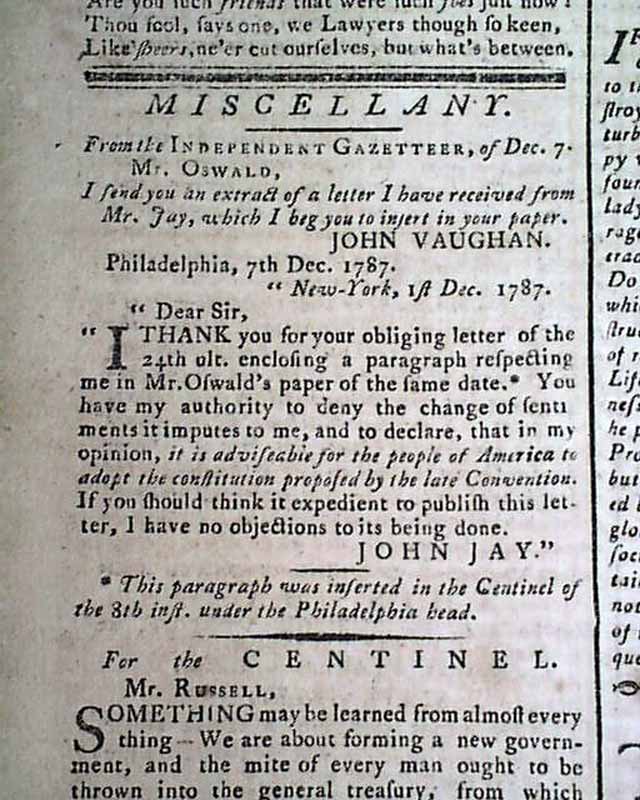 Are you ſuch friends that were ſuch foes juſt now?
Thou fool, ſays one, we Lawyers though ſo keen,
Like ſheers, ne'er cut ourſelves, but what's between.
MISCELLANY.
From the INDEPENDENT GAZETTEER, of Dec. 7.
Mr. OSWALD,
I ſend you an extract of a letter I have received from
Mr. Jay, which I beg you to inſert in your paper.
JOHN VAUGHAN.
Philadelphia, 7th Dec. 1787.
“ New-York, 1ſt Dec. 1787.
“ Dear Sir,
“ I THANK you for your obliging letter of the
24th ult. encloſing a paragraph reſpecting
me in Mr. Oſwald's paper of the ſame date.* You
have my authority to deny the change of ſenti
ments it imputes to me, and to declare, that in my
opinion, it is adviſeable for the people of America to
adopt the conſtitution propoſed by the late Convention.
If you ſhould think it expedient to publiſh this let-
ter, I have no objections to its being done.
JOHN JAY.”
* This paragraph was inſerted in the Centinel of
the 8th inſt. under the Philadelphia head.
For the CENTINEL.
Mr. RUSSELL,
SOMETHING may be learned from almoſt every
thing—We are about forming a new govern-
ment, and the mite of every man ought to be
thrown into the general treaſury, from which